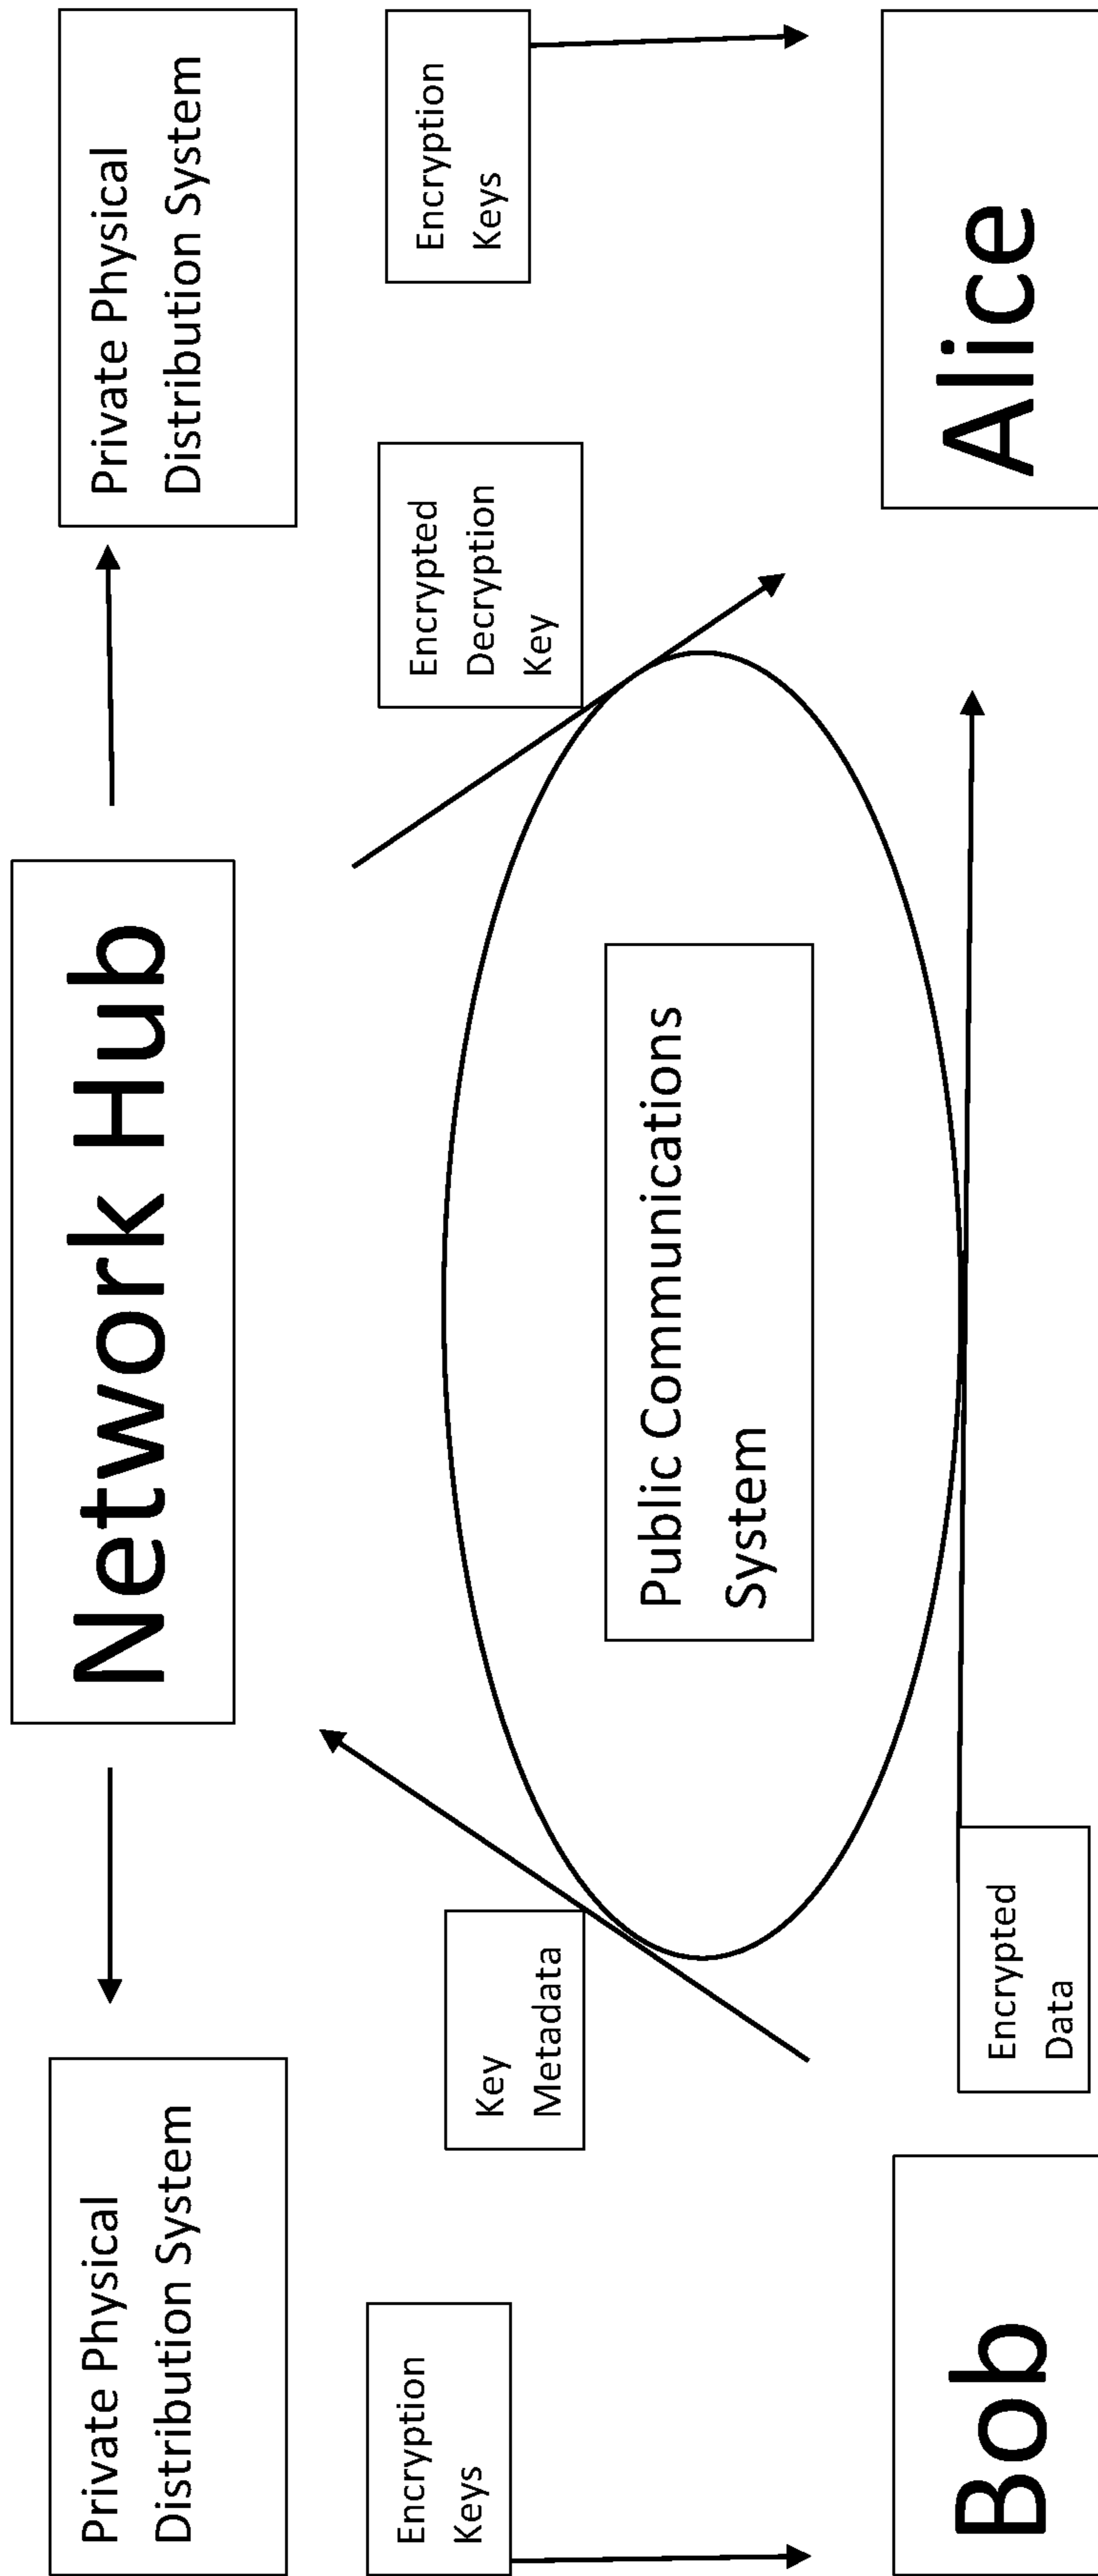 Private Physical
Distribution System
Network Hub
Private Physical
Distribution System
Encryption
Keys
Key
Metadata
Encrypted
Decryption
Key
Encryption
Keys
Public Communications
System
Bob
Encrypted
Data
Alice